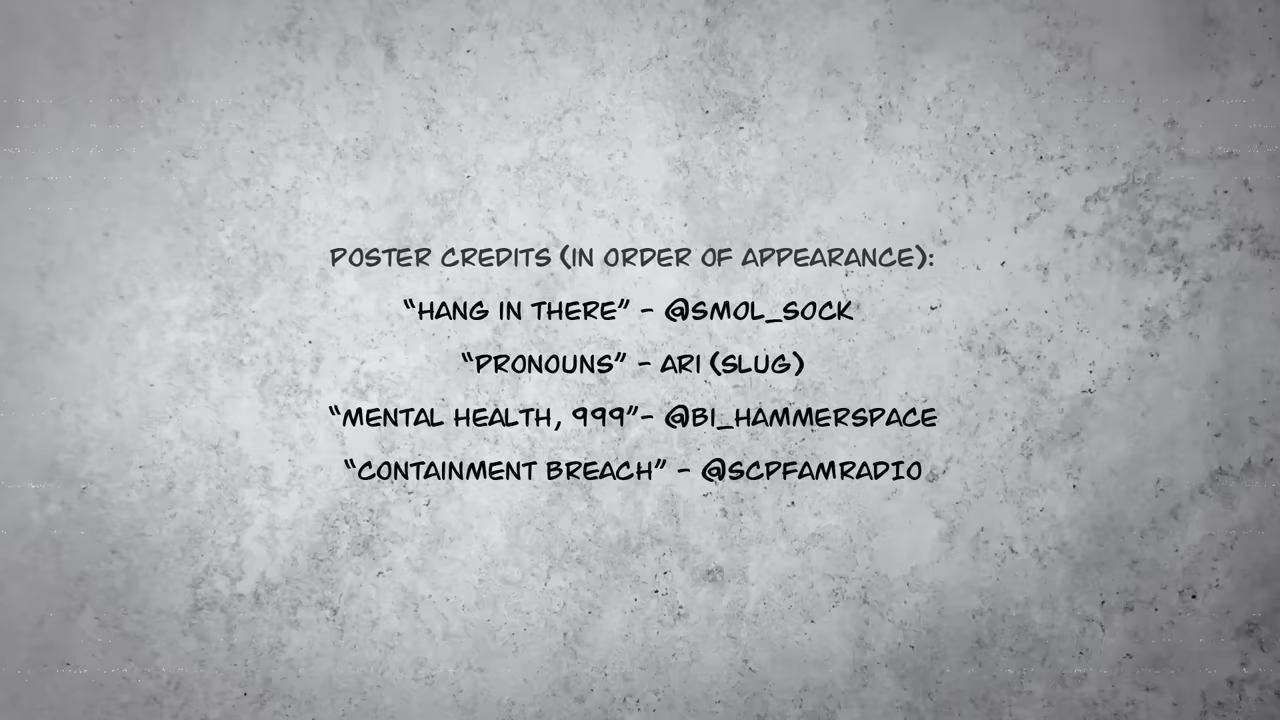 POSTER CREDITS (IN ORDER OF APPEARANCE):
“HANG IN THERE” - @SMOL_SOCK
“PRONOUNS” - ARI (SLUG)
“MENTAL HEALTH, 999”- @BI_HAMMERSPACE
“CONTAINMENT BREACH” - @SCPFAMRADIO